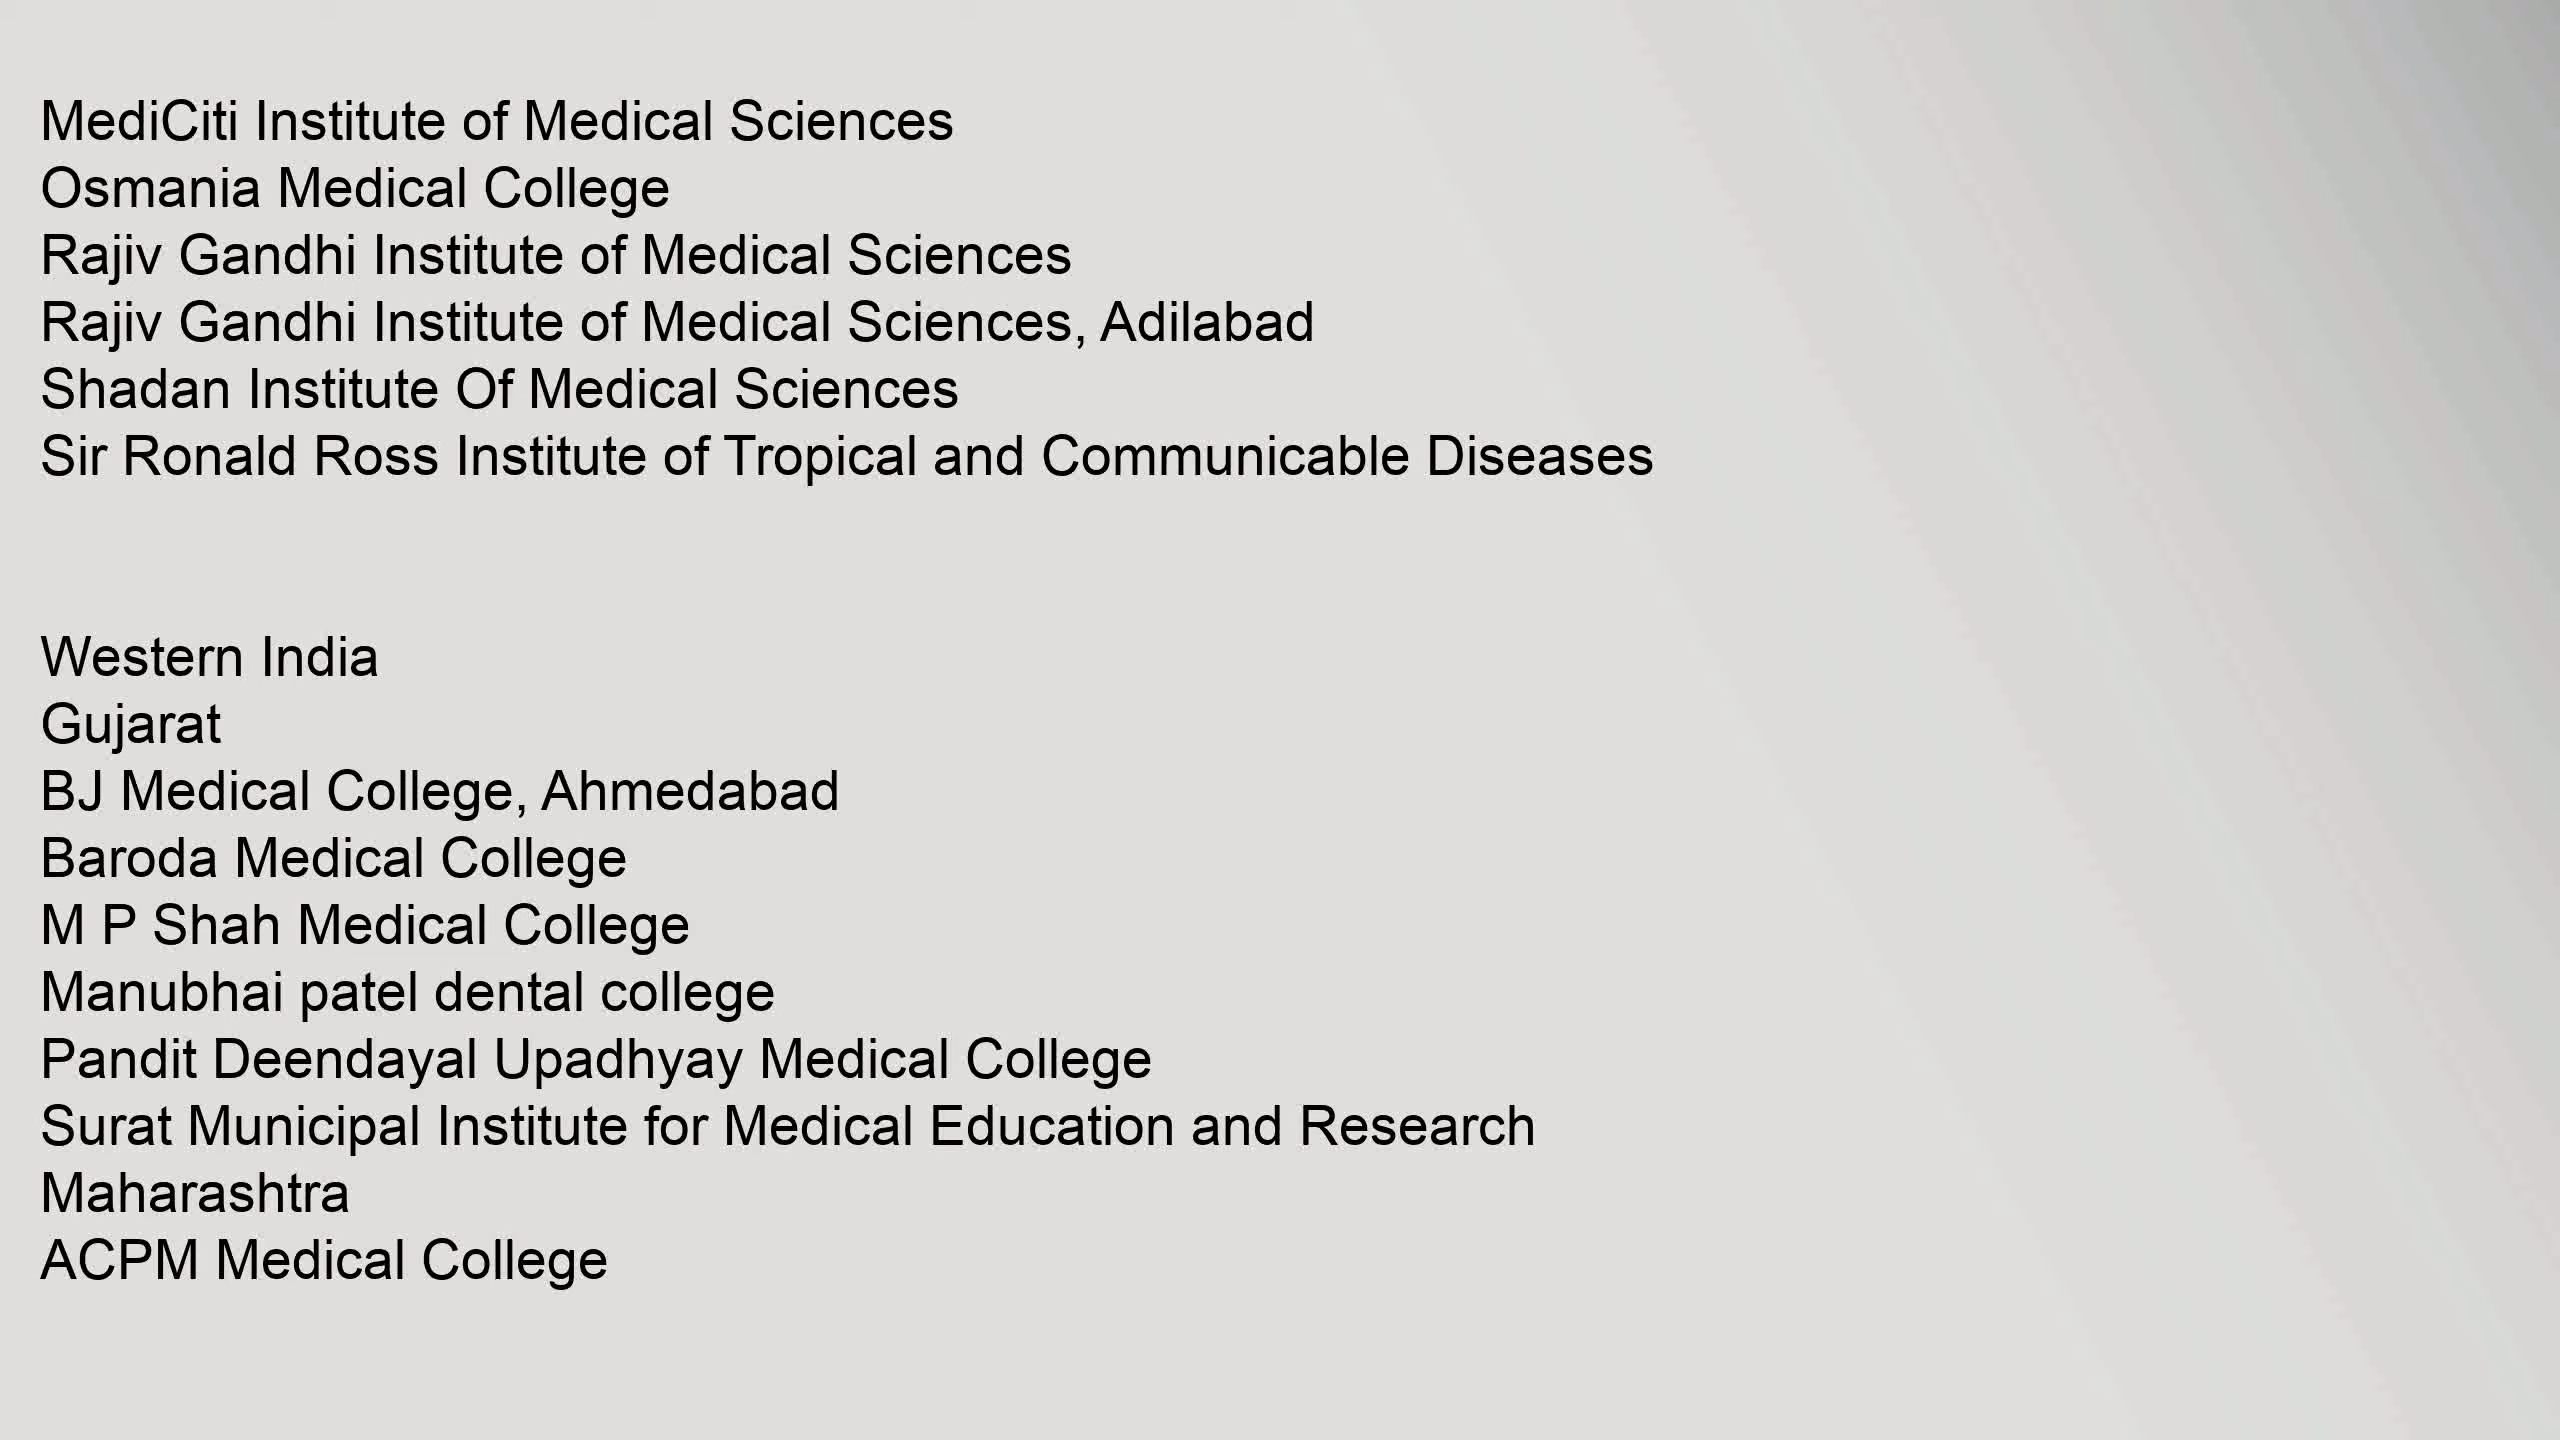 MediCiti Institute of Medical Sciences
Osmania Medical College
Rajiv Gandhi Institute of Medical Sciences
Rajiv Gandhi Institute of Medical Sciences, Adilabad
Shadan Institute Of Medical Sciences
Sir Ronald Ross Institute of Tropical and Communicable Diseases
Western India
Gujarat
BJ Medical College, Ahmedabad
Baroda Medical College
M P Shah Medical College
Manubhai patel dental college
Pandit Deendayal Upadhyay Medical College
Surat Municipal Institute for Medical Education and Research
Maharashtra
ACPM Medical College